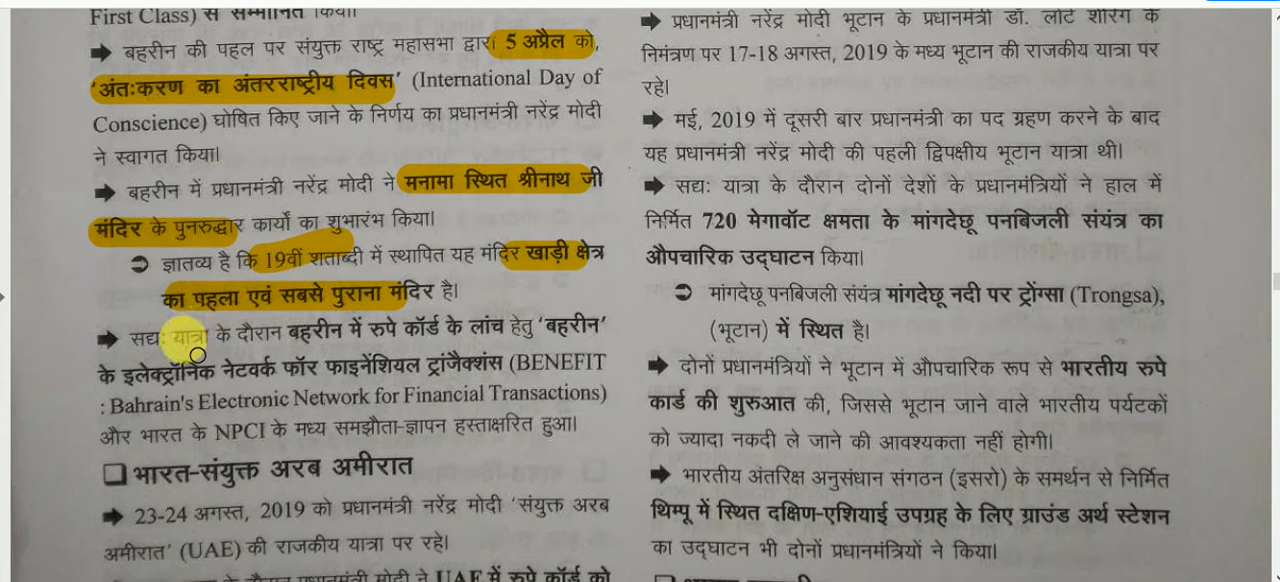 First Class) से सम्मानित किया।
➡ बहरीन की पहल पर संयुक्त राष्ट्र महासभा द्वारा 5 अप्रैल को,
‘अंतःकरण का अंतरराष्ट्रीय दिवस’ (International Day of
Conscience) घोषित किए जाने के निर्णय का प्रधानमंत्री नरेंद्र मोदी
ने स्वागत किया।
➡ बहरीन में प्रधानमंत्री नरेंद्र मोदी ने मनामा स्थित श्रीनाथ जी
मंदिर के पुनरुद्धार कार्यों का शुभारंभ किया।
➲ ज्ञातव्य है कि 19वीं शताब्दी में स्थापित यह मंदिर खाड़ी क्षेत्र
का पहला एवं सबसे पुराना मंदिर है।
➡ सद्यः यात्रा के दौरान बहरीन में रुपे कॉर्ड के लांच हेतु ‘बहरीन’
के इलेक्ट्रॉनिक नेटवर्क फॉर फाइनेंशियल ट्रांजैक्शंस (BENEFIT
: Bahrain's Electronic Network for Financial Transactions)
और भारत के NPCI के मध्य समझौता-ज्ञापन हस्ताक्षरित हुआ।
❑ भारत-संयुक्त अरब अमीरात
➡ 23-24 अगस्त, 2019 को प्रधानमंत्री नरेंद्र मोदी ‘संयुक्त अरब
अमीरात’ (UAE) की राजकीय यात्रा पर रहे।
के दौरान प्रधानमंत्री मोदी ने UAE में रुपे कॉर्ड को
➡ प्रधानमंत्री नरेंद्र मोदी भूटान के प्रधानमंत्री डॉ. लोटे शेरिंग के
निमंत्रण पर 17-18 अगस्त, 2019 के मध्य भूटान की राजकीय यात्रा पर
रहे।
➡ मई, 2019 में दूसरी बार प्रधानमंत्री का पद ग्रहण करने के बाद
यह प्रधानमंत्री नरेंद्र मोदी की पहली द्विपक्षीय भूटान यात्रा थी।
➡ सद्यः यात्रा के दौरान दोनों देशों के प्रधानमंत्रियों ने हाल में
निर्मित 720 मेगावॉट क्षमता के मांगदेछू पनबिजली संयंत्र का
औपचारिक उद्घाटन किया।
➲ मांगदेछू पनबिजली संयंत्र मांगदेछू नदी पर ट्रोंग्सा (Trongsa),
(भूटान) में स्थित है।
➡ दोनों प्रधानमंत्रियों ने भूटान में औपचारिक रूप से भारतीय रुपे
कार्ड की शुरुआत की, जिससे भूटान जाने वाले भारतीय पर्यटकों
को ज्यादा नकदी ले जाने की आवश्यकता नहीं होगी।
➡ भारतीय अंतरिक्ष अनुसंधान संगठन (इसरो) के समर्थन से निर्मित
थिम्पू में स्थित दक्षिण-एशियाई उपग्रह के लिए ग्राउंड अर्थ स्टेशन
का उद्घाटन भी दोनों प्रधानमंत्रियों ने किया।